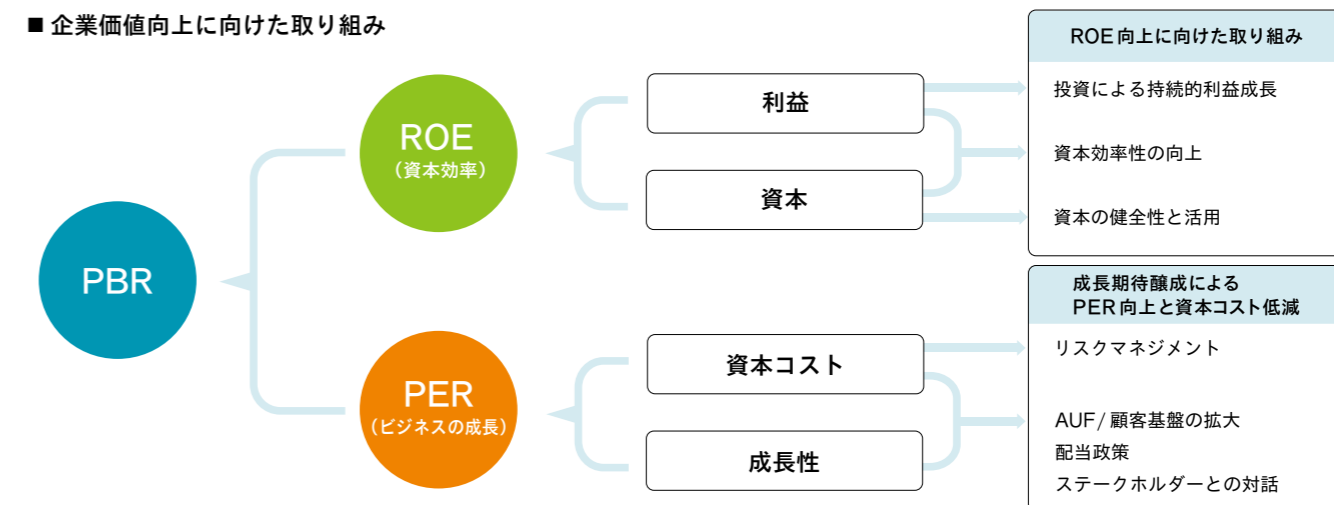 ■ 企業価値向上に向けた取り組み
PBR
ROE
（資本効率）
PER
（ビジネスの成長）
利益
資本
資本コスト
成長性
ROE向上に向けた取り組み
投資による持続的利益成長
資本効率性の向上
資本の健全性と活用
成長期待醸成による
PER向上と資本コスト低減
リスクマネジメント
AUF/顧客基盤の拡大
配当政策
ステークホルダーとの対話